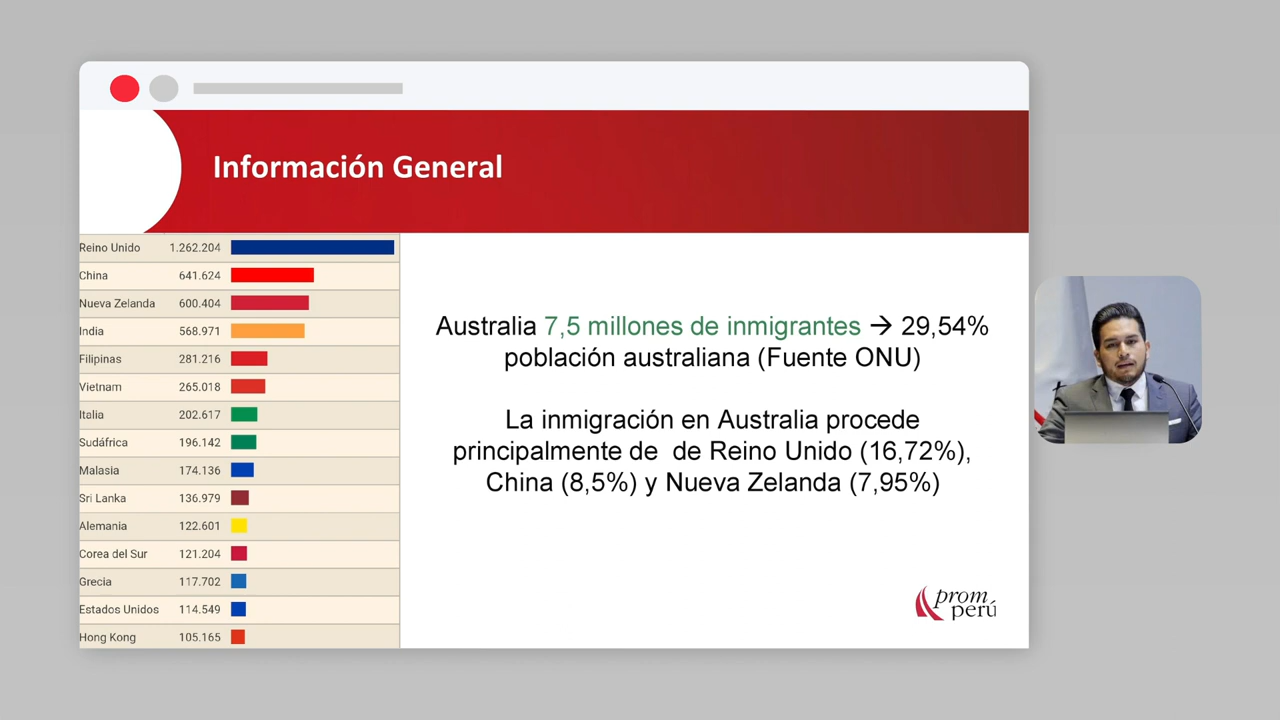 Información General
Reino Unido 1.262.204
China 641.624
Nueva Zelanda 600.404
India 568.971
Filipinas 281.216
Vietnam 265.018
Italia 202.617
Sudáfrica 196.142
Malasia 174.136
Sri Lanka 136.979
Alemania 122.601
Corea del Sur 121.204
Grecia 117.702
Estados Unidos 114.549
Hong Kong 105.165
Australia 7,5 millones de inmigrantes → 29,54%
población australiana (Fuente ONU)
La inmigración en Australia procede
principalmente de de Reino Unido (16,72%),
China (8,5%) y Nueva Zelanda (7,95%)
prom
perú